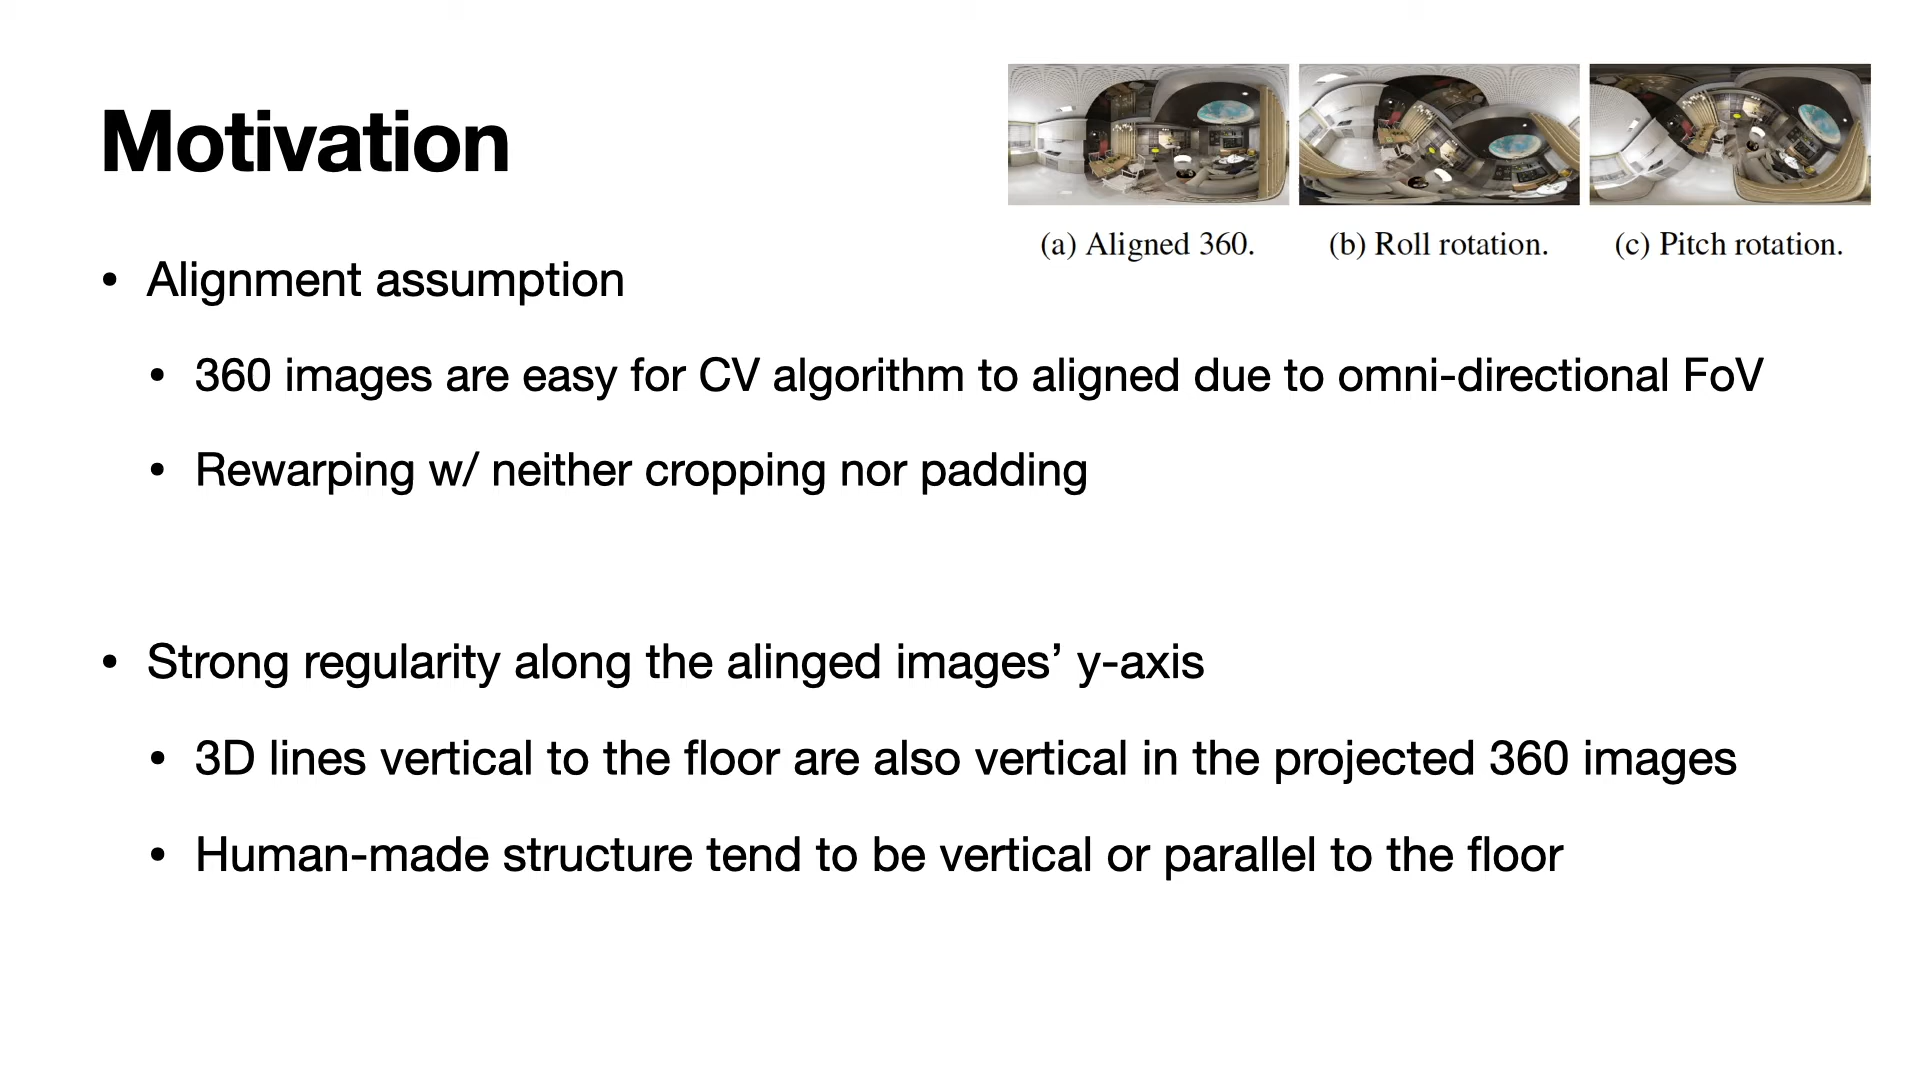 Motivation
(a) Aligned 360.
(b) Roll rotation.
(c) Pitch rotation.
• Alignment assumption
• 360 images are easy for CV algorithm to aligned due to omni-directional FoV
• Rewarping w/ neither cropping nor padding
• Strong regularity along the alinged images’ y-axis
• 3D lines vertical to the floor are also vertical in the projected 360 images
• Human-made structure tend to be vertical or parallel to the floor